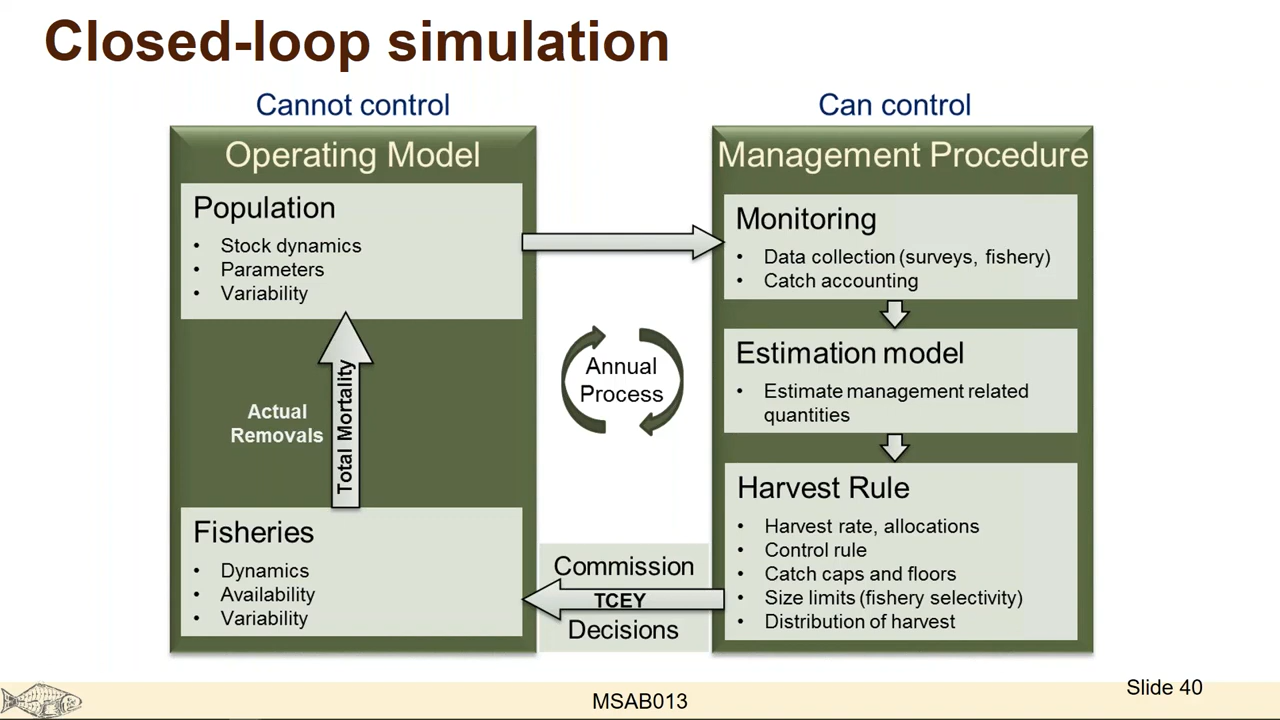 Closed-loop simulation
Cannot control
Operating Model
Population
• Stock dynamics
• Parameters
• Variability
Actual
Removals
Total Mortality
Fisheries
• Dynamics
• Availability
• Variability
Annual
Process
Commission
TCEY
Decisions
Can control
Management Procedure
Monitoring
• Data collection (surveys, fishery)
• Catch accounting
Estimation model
• Estimate management related
quantities
Harvest Rule
• Harvest rate, allocations
• Control rule
• Catch caps and floors
• Size limits (fishery selectivity)
• Distribution of harvest
MSAB013
Slide 40